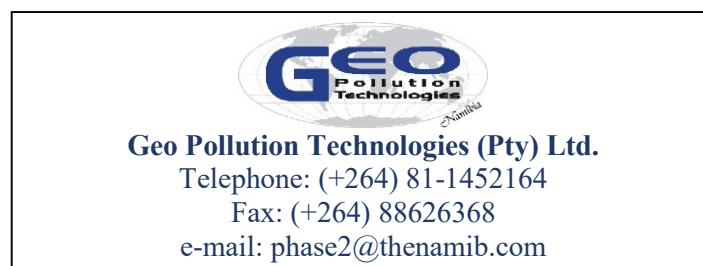 GEO
Pollution
Technologies
Namibia
Geo Pollution Technologies (Pty) Ltd.
Telephone: (+264) 81-1452164
Fax: (+264) 88626368
e-mail: phase2@thenamib.com